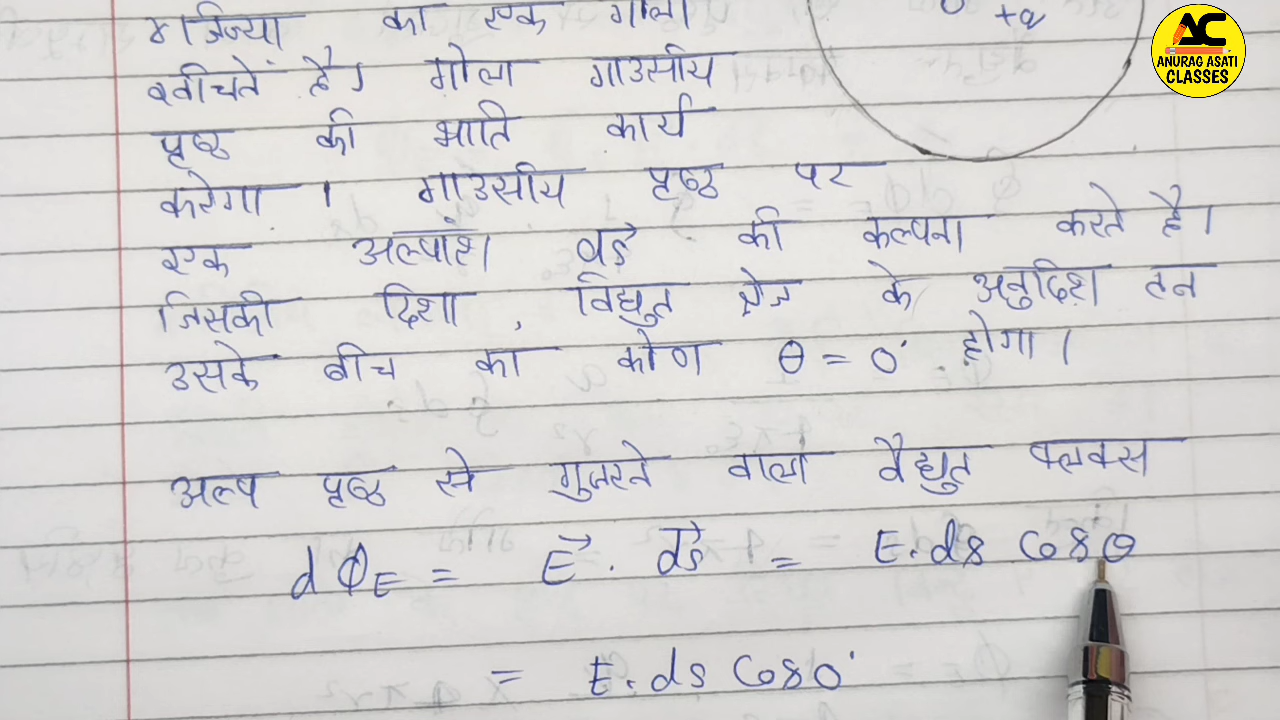 r त्रिज्या का एक गोला
+q
खींचते है। गोला गाउसीय
पृष्ठ की भाति कार्य
करेगा। गाउसीय पृष्ठ पर
एक अल्पांश ds⃗ की कल्पना करते है।
जिसकी दिशा, विद्युत क्षेत्र के अनुदिश तन
उसके बीच का कोण θ = 0° होगा।
अल्प पृष्ठ से गुजरने वाला वैद्युत फ्लक्स
dΦE = E⃗ . ds⃗ = E.ds Cosθ
= E.ds Cos0°
AC
ANURAG ASATI
CLASSES